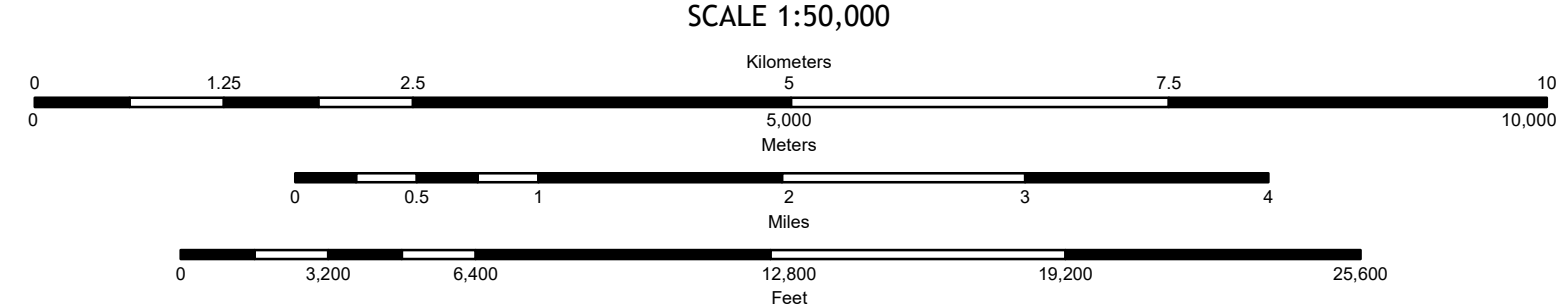 SCALE 1:50,000
Kilometers
0 1.25 2.5 5 7.5 10
0 5,000 10,000
Meters
0 0.5 1 2 3 4
Miles
0 3,200 6,400 12,800 19,200 25,600
Feet